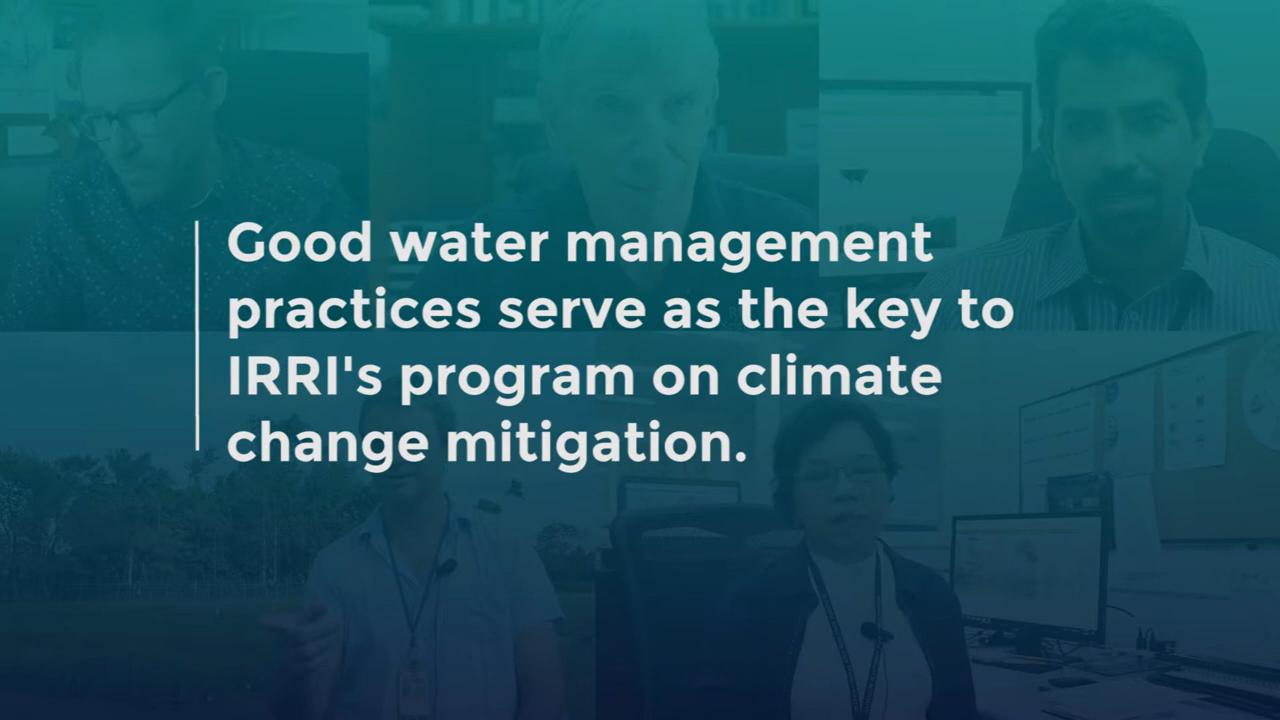 Good water management
practices serve as the key to
IRRI's program on climate
change mitigation.